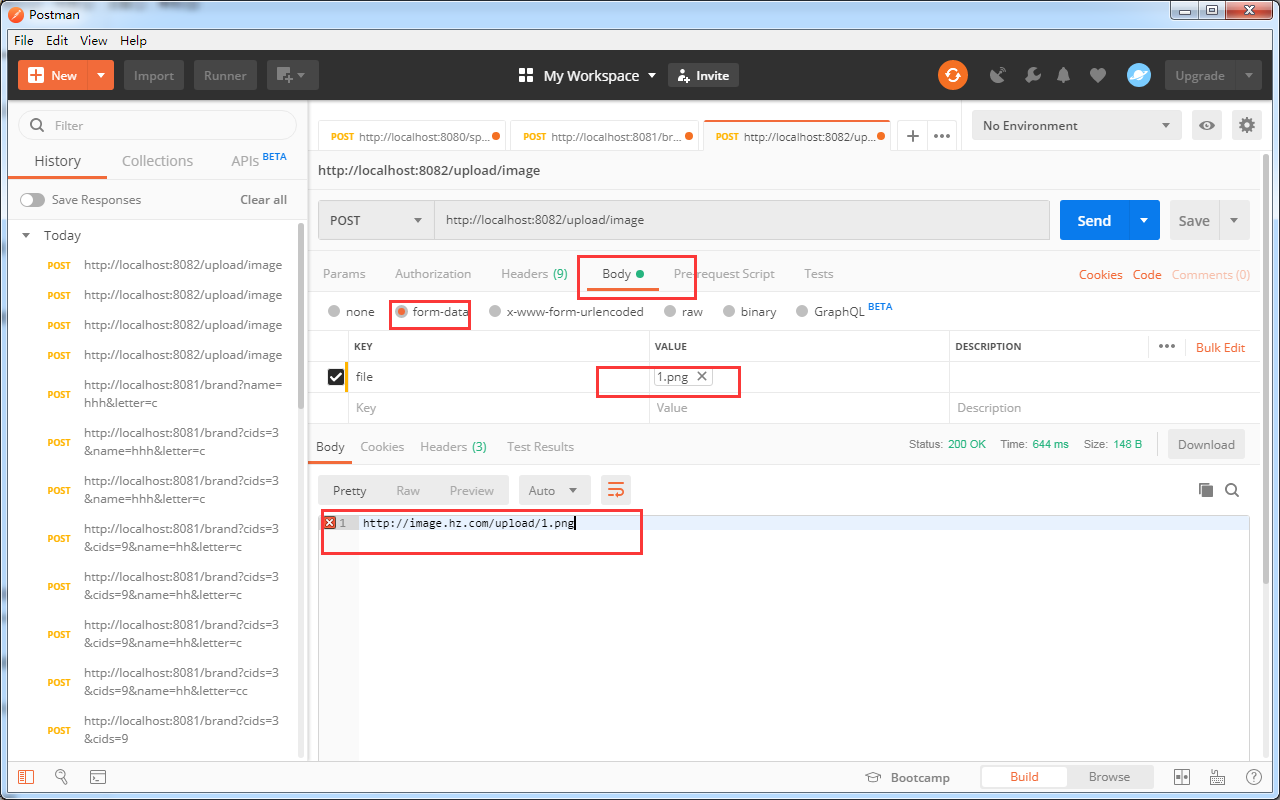 Postman
File Edit View Help
New Import Runner My Workspace Invite Upgrade
Filter
History Collections APIs BETA
Save Responses Clear all
Today
POST http://localhost:8082/upload/image
POST http://localhost:8082/upload/image
POST http://localhost:8082/upload/image
POST http://localhost:8082/upload/image
POST http://localhost:8081/brand?name=
hhh&letter=c
POST http://localhost:8081/brand?cids=3
&name=hhh&letter=c
POST http://localhost:8081/brand?cids=3
&name=hhh&letter=c
POST http://localhost:8081/brand?cids=3
&cids=9&name=hh&letter=c
POST http://localhost:8081/brand?cids=3
&cids=9&name=hh&letter=c
POST http://localhost:8081/brand?cids=3
&cids=9&name=hh&letter=c
POST http://localhost:8081/brand?cids=3
&cids=9&name=hh&letter=cc
POST http://localhost:8081/brand?cids=3
&cids=9
POST http://localhost:8080/sp... POST http://localhost:8081/br... POST http://localhost:8082/up... + ••• No Environment
http://localhost:8082/upload/image
POST http://localhost:8082/upload/image Send Save
Params Authorization Headers (9) Body Pre-request Script Tests Cookies Code Comments (0)
none form-data x-www-form-urlencoded raw binary GraphQL BETA
KEY VALUE DESCRIPTION ••• Bulk Edit
file 1.png
Key Value Description
Body Cookies Headers (3) Test Results Status: 200 OK Time: 644 ms Size: 148 B Download
Pretty Raw Preview Auto
1 http://image.hz.com/upload/1.png
Bootcamp Build Browse